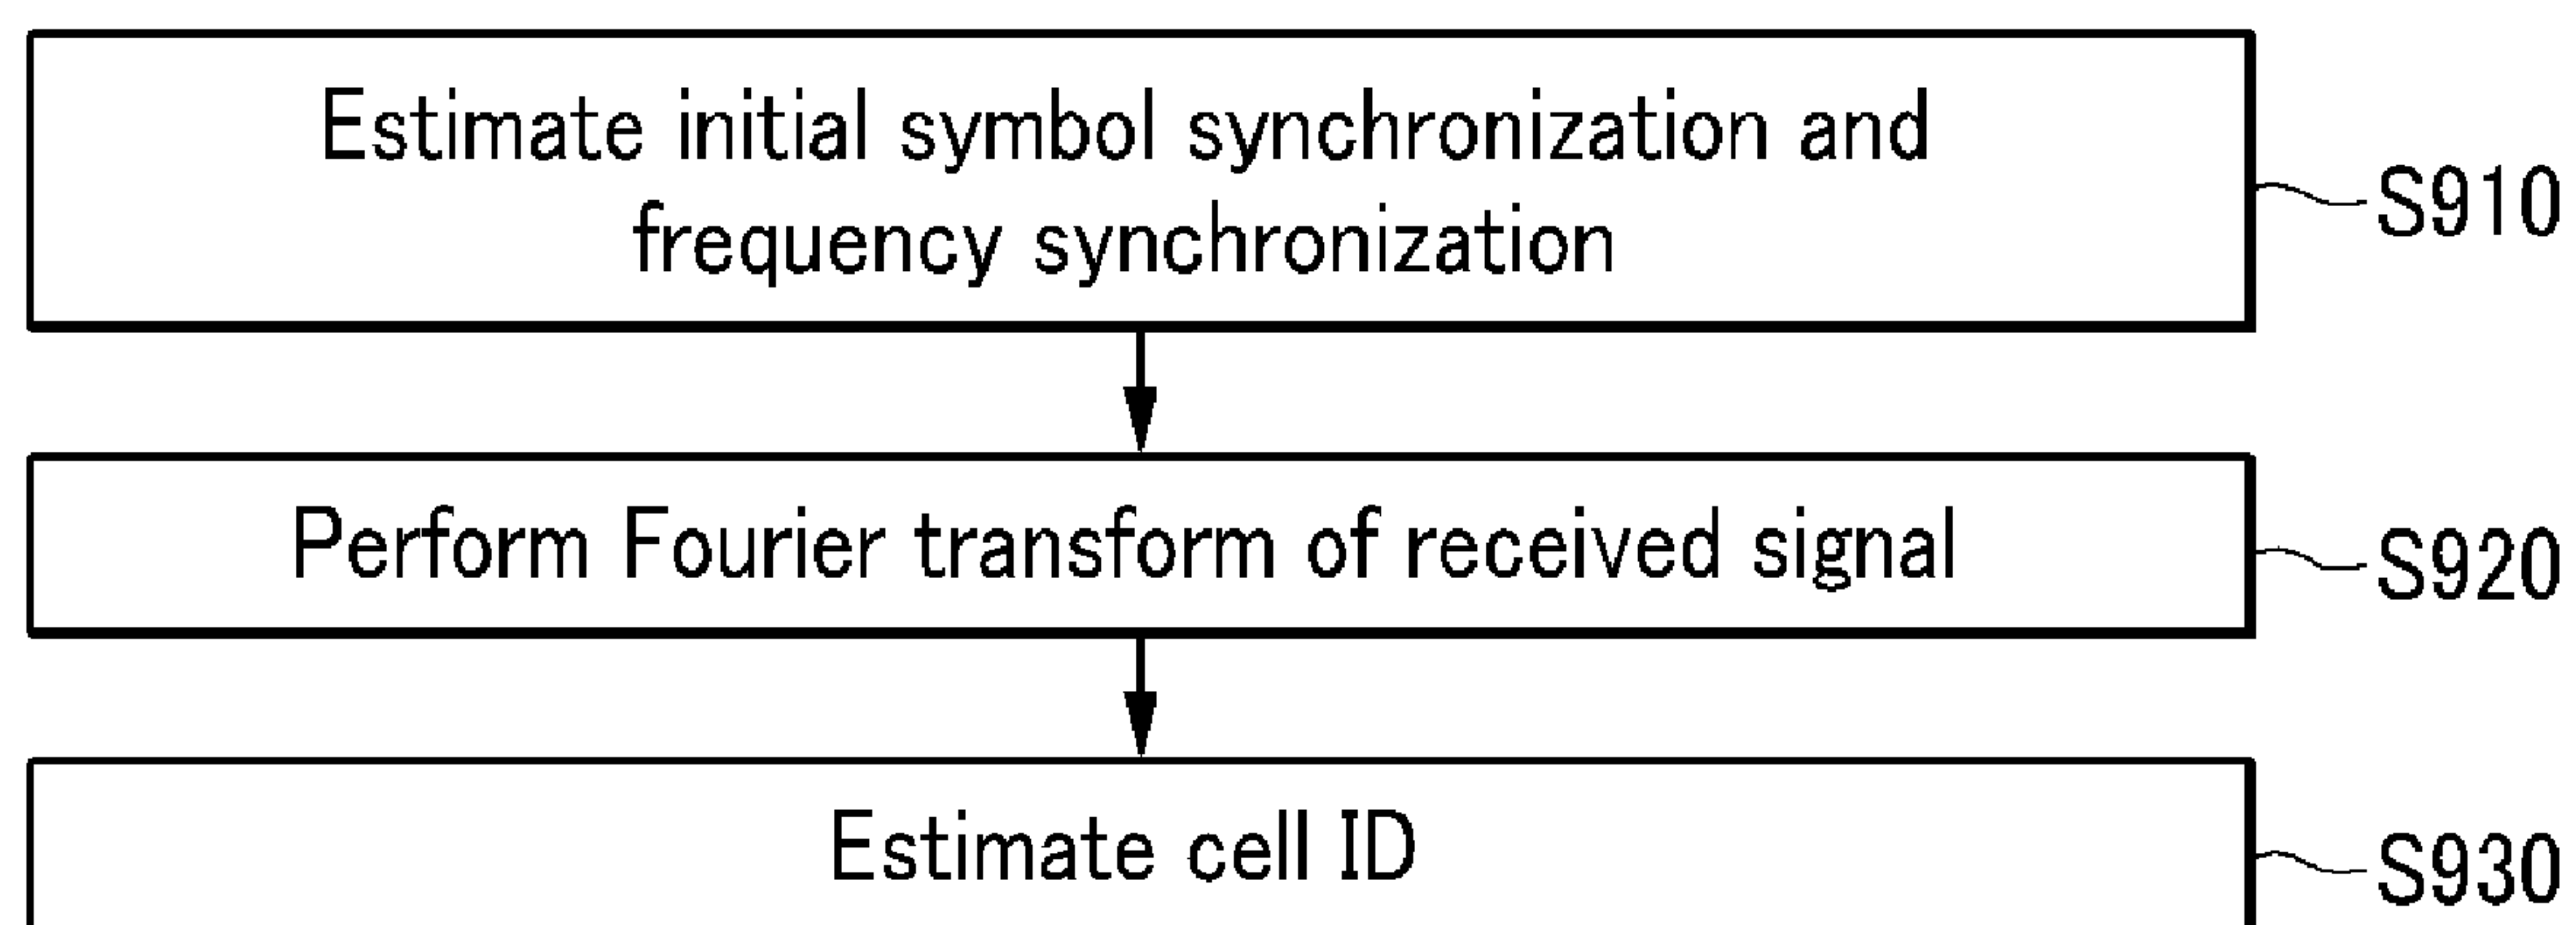 Estimate initial symbol synchronization and
frequency synchronization
S910
Perform Fourier transform of received signal
S920
Estimate cell ID
S930